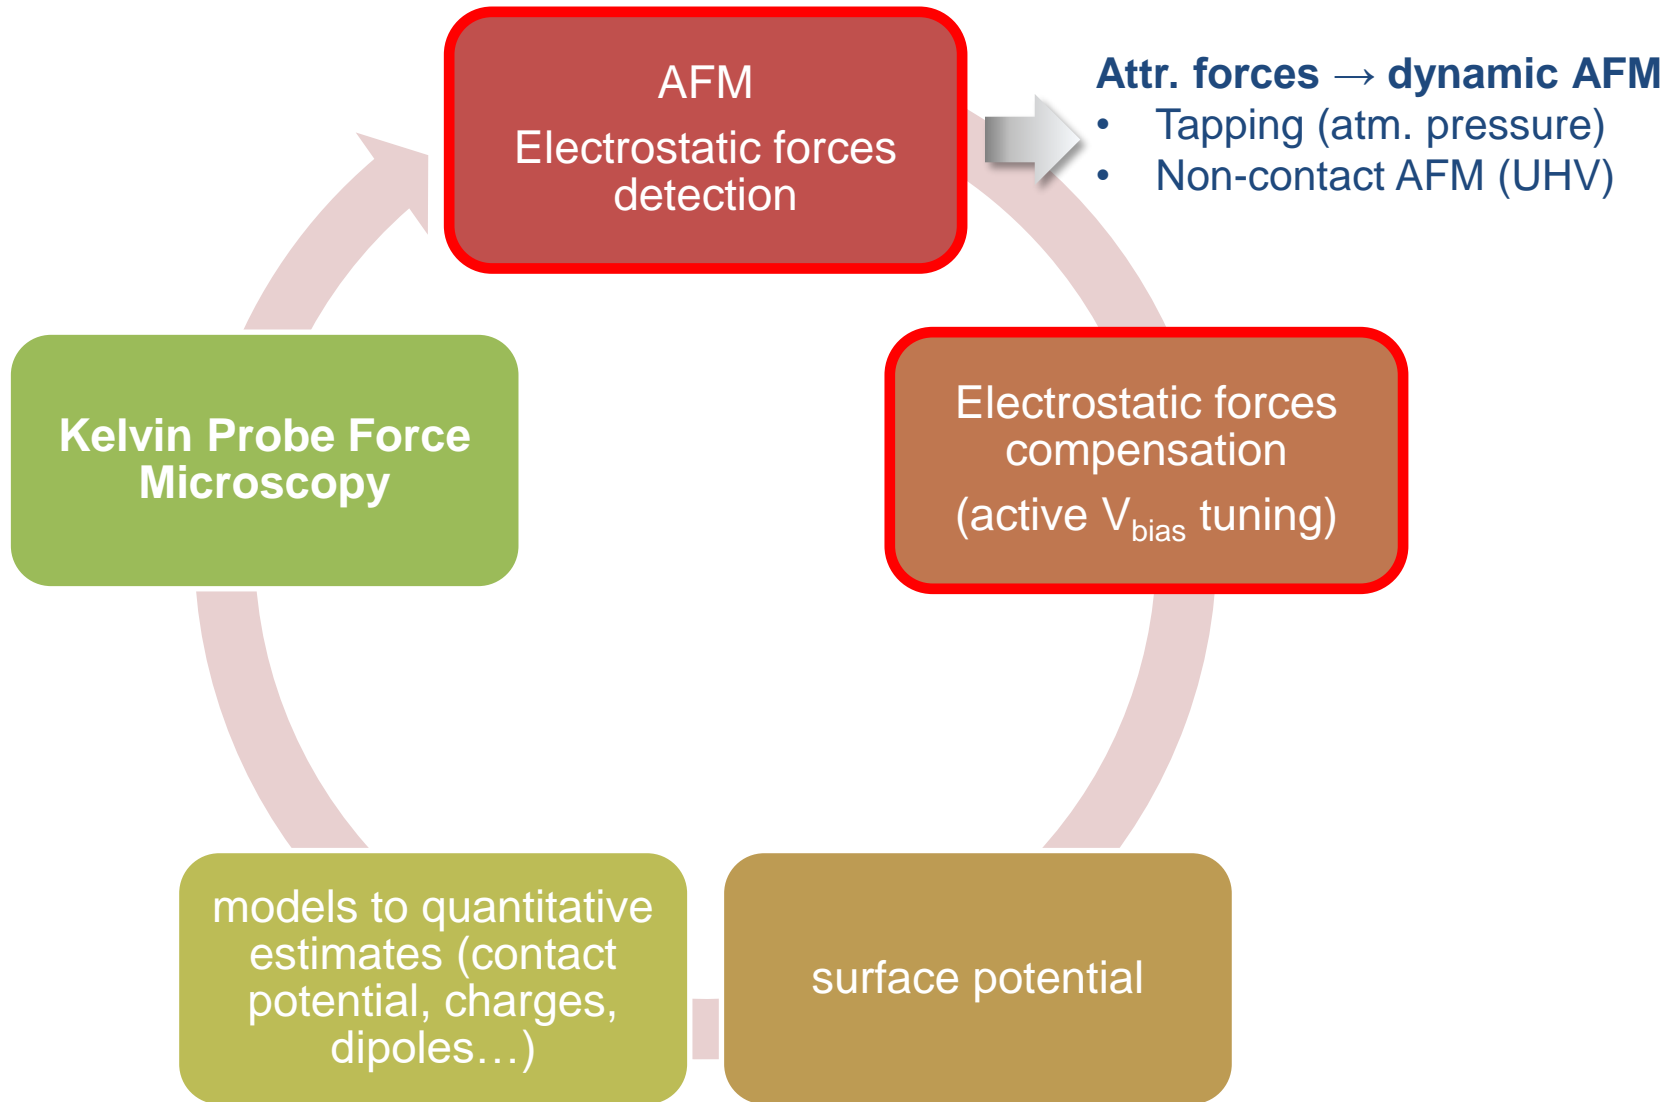 AFM
Electrostatic forces
detection
Attr. forces → dynamic AFM
• Tapping (atm. pressure)
• Non-contact AFM (UHV)
Electrostatic forces
compensation
(active Vbias tuning)
Kelvin Probe Force
Microscopy
models to quantitative
estimates (contact
potential, charges,
dipoles…)
surface potential